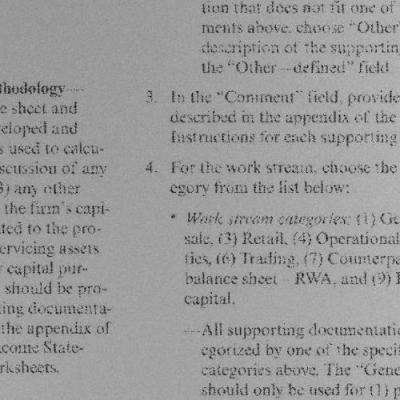 thodology
e sheet and
veloped and
s used to calcu-
scussion of any
3) any other
the firm's capi-
ted to the pro-
ervicing assets
capital pur-
should be pro-
ing documenta-
the appendix of
come State-
rksheets.
tion that does not fit one of
ments above, choose "Other
description of the supporting
the "Other—defined" field
3. In the "Comment" field, provide
described in the appendix of the
Instructions for each supporting
4. For the work stream, choose the
egory from the list below:
• Work stream categories: (1) Ge
sale, (3) Retail, (4) Operational
ties, (6) Trading, (7) Counterpa
balance sheet – RWA, and (9)
capital.
—All supporting documentati
egorized by one of the specif
categories above. The "Gene
should only be used for (1) p